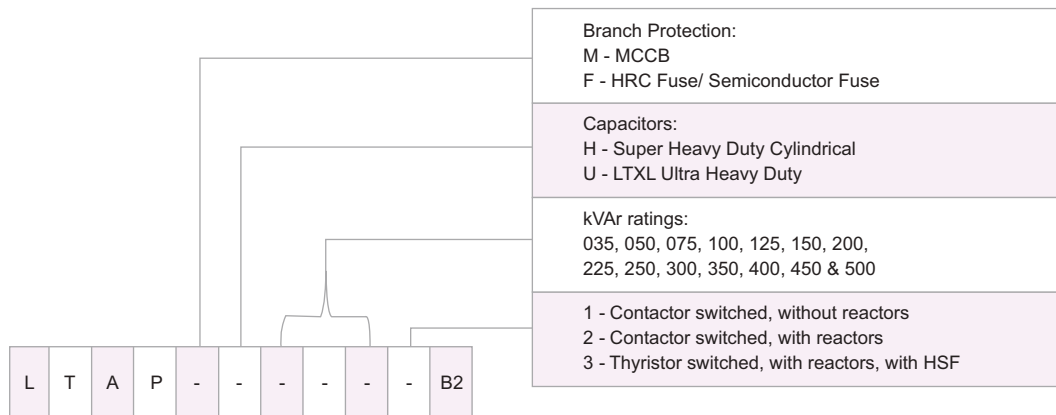 Branch Protection:
M - MCCB
F - HRC Fuse/ Semiconductor Fuse
Capacitors:
H - Super Heavy Duty Cylindrical
U - LTXL Ultra Heavy Duty
kVAr ratings:
035, 050, 075, 100, 125, 150, 200,
225, 250, 300, 350, 400, 450 & 500
1 - Contactor switched, without reactors
2 - Contactor switched, with reactors
3 - Thyristor switched, with reactors, with HSF
L T A P - - - - - - B2